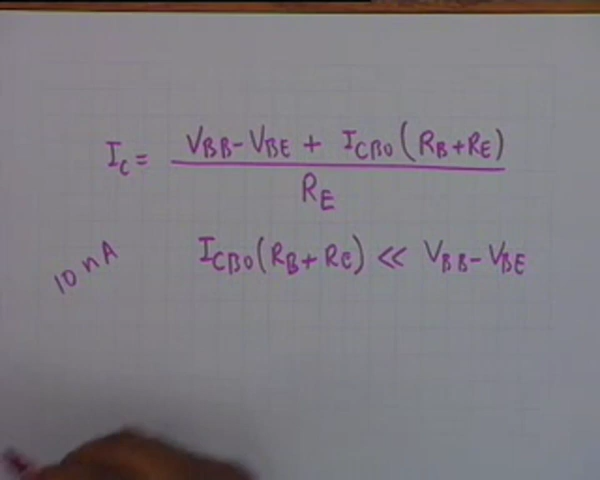 I_C = (V_BB - V_BE + I_CBO (R_B + R_E)) / R_E
I_CBO (R_B + R_E) << V_BB - V_BE
10 nA